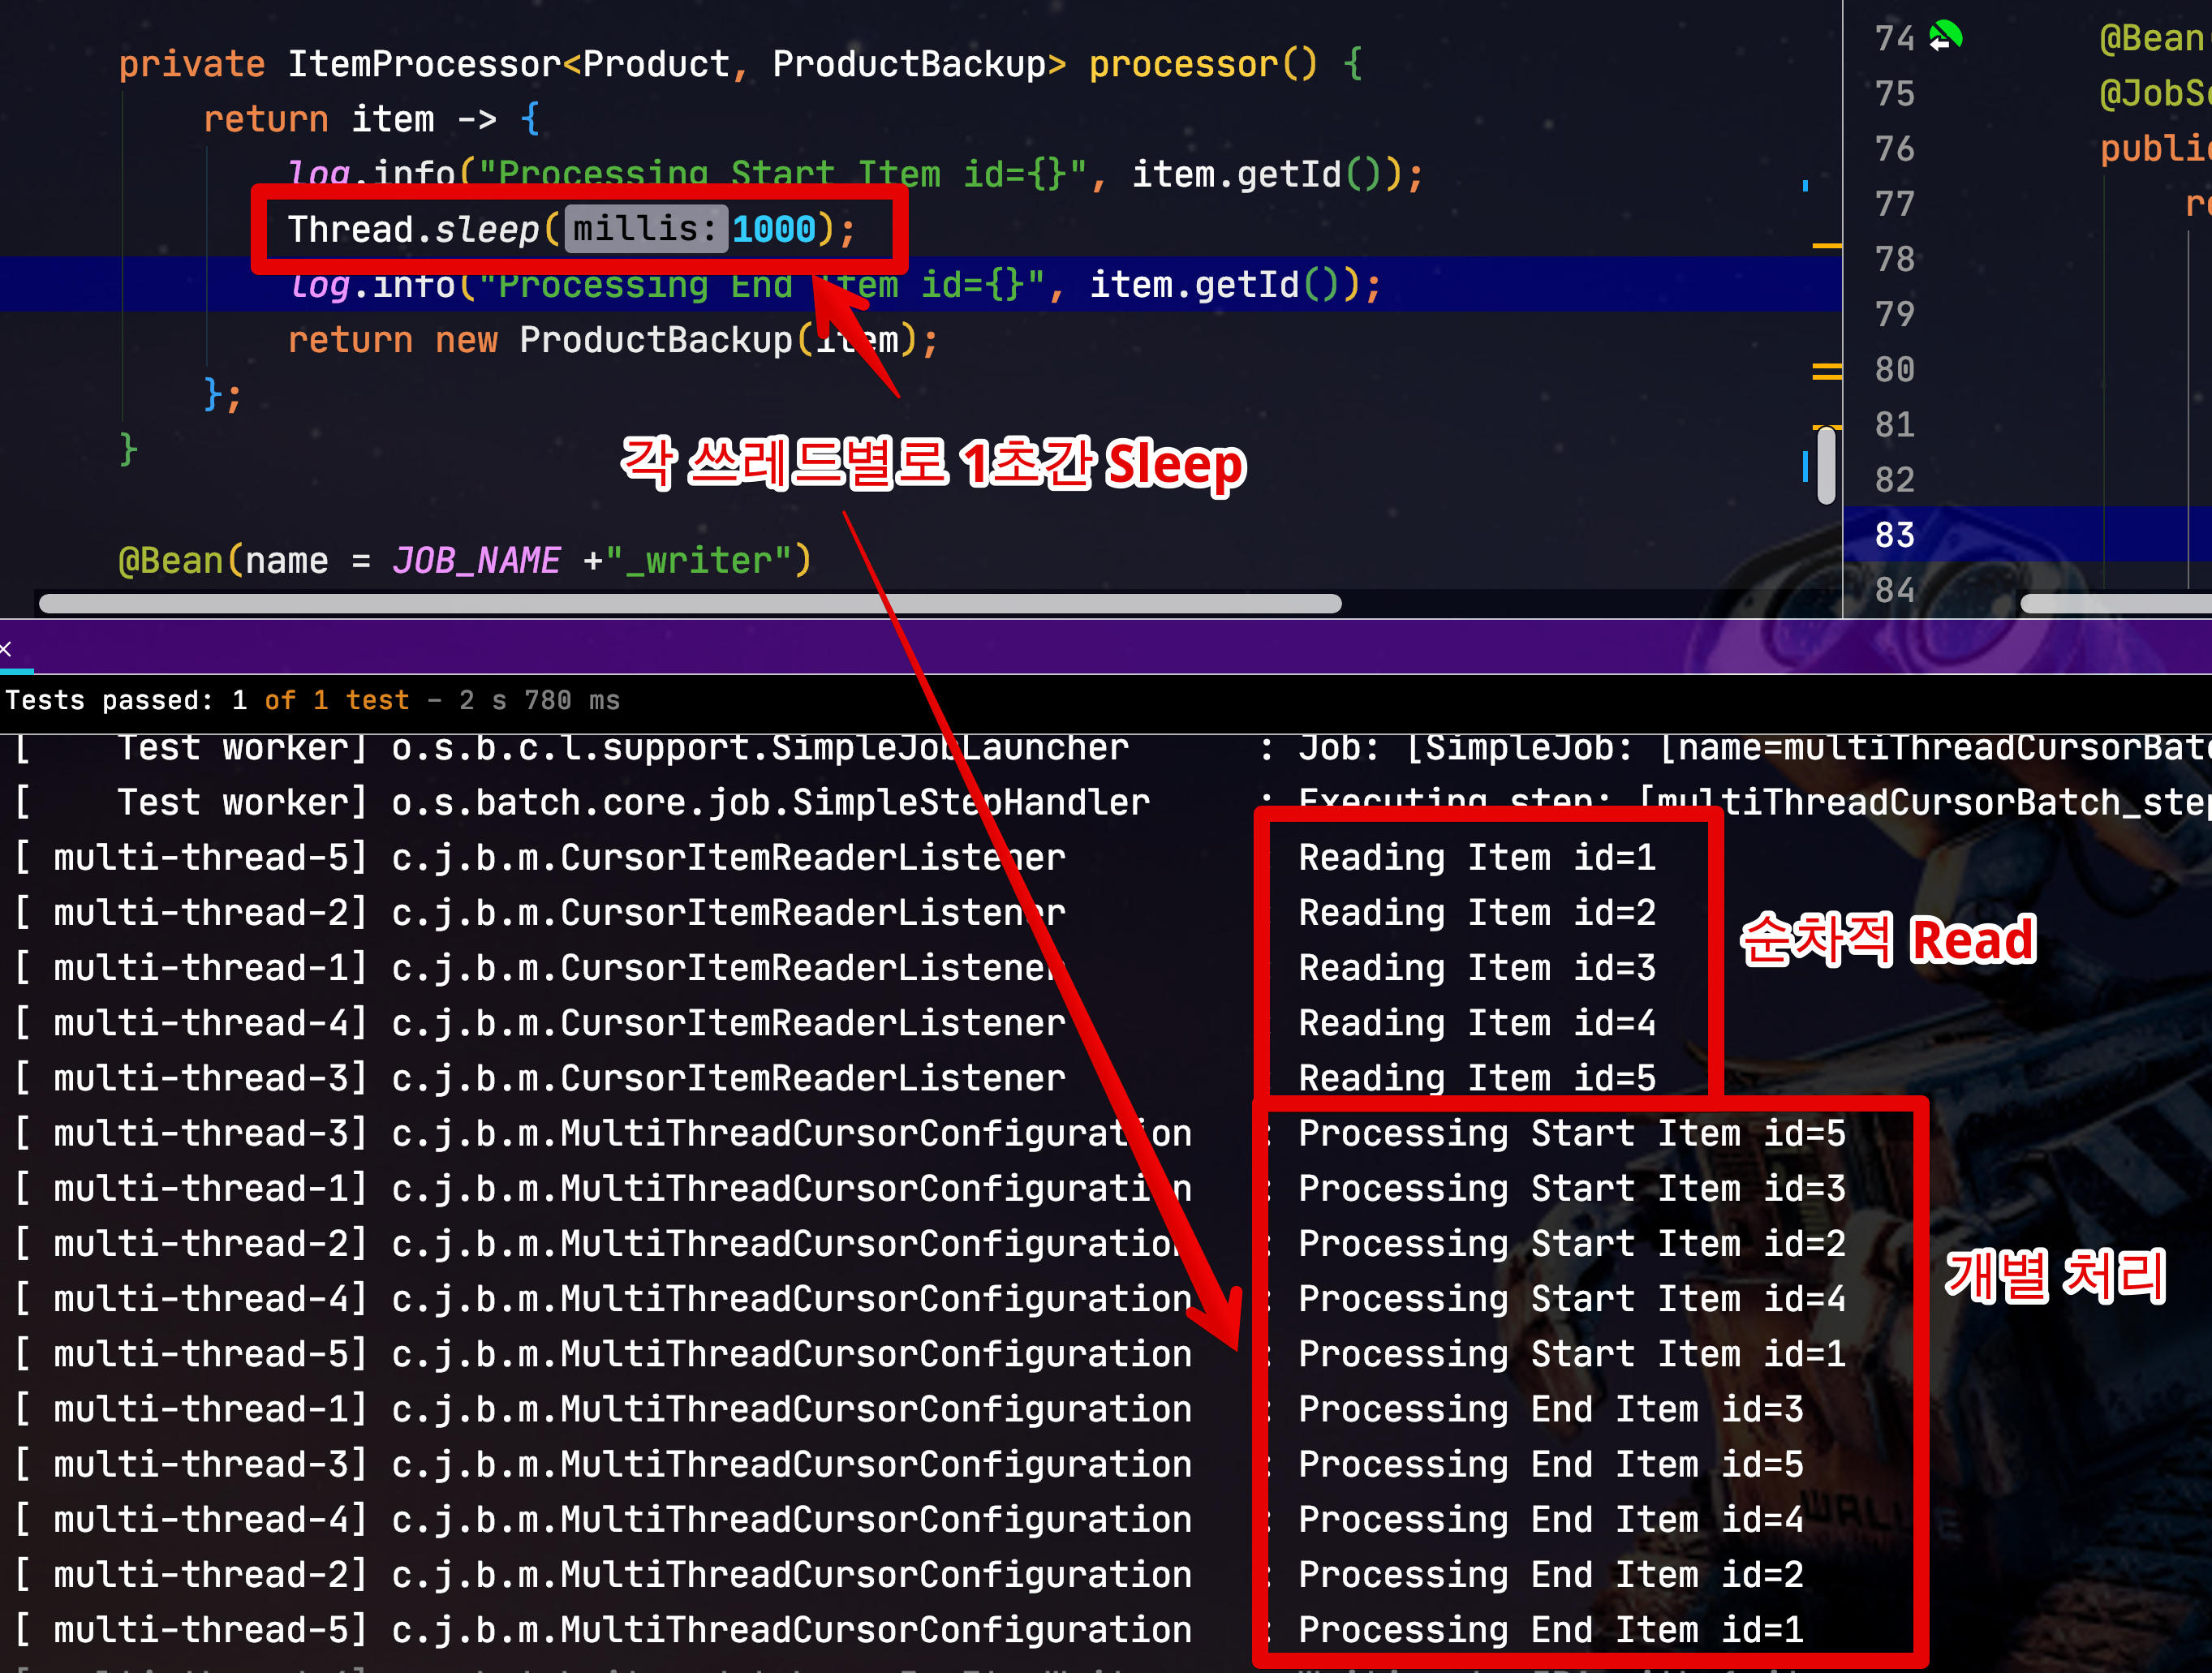 private ItemProcessor<Product, ProductBackup> processor() {
return item -> {
log.info("Processing Start Item id={}", item.getId());
Thread.sleep( millis: 1000);
log.info("Processing End Item id={}", item.getId());
return new ProductBackup(item);
};
}
각 쓰레드별로 1초간 Sleep
@Bean(name = JOB_NAME +"_writer")
74 @Bean
75 @JobSc
76 public
77 re
78
79
80
81
82
83
84
×
Tests passed: 1 of 1 test – 2 s 780 ms
[ Test worker] o.s.b.c.l.support.SimpleJobLauncher : Job: [SimpleJob: [name=multiThreadCursorBatc
[ Test worker] o.s.batch.core.job.SimpleStepHandler : Executing step: [multiThreadCursorBatch_step
[ multi-thread-5] c.j.b.m.CursorItemReaderListener : Reading Item id=1
[ multi-thread-2] c.j.b.m.CursorItemReaderListener : Reading Item id=2
[ multi-thread-1] c.j.b.m.CursorItemReaderListener : Reading Item id=3
[ multi-thread-4] c.j.b.m.CursorItemReaderListener : Reading Item id=4
[ multi-thread-3] c.j.b.m.CursorItemReaderListener : Reading Item id=5
순차적 Read
[ multi-thread-3] c.j.b.m.MultiThreadCursorConfiguration : Processing Start Item id=5
[ multi-thread-1] c.j.b.m.MultiThreadCursorConfiguration : Processing Start Item id=3
[ multi-thread-2] c.j.b.m.MultiThreadCursorConfiguration : Processing Start Item id=2
[ multi-thread-4] c.j.b.m.MultiThreadCursorConfiguration : Processing Start Item id=4
[ multi-thread-5] c.j.b.m.MultiThreadCursorConfiguration : Processing Start Item id=1
개별 처리
[ multi-thread-1] c.j.b.m.MultiThreadCursorConfiguration : Processing End Item id=3
[ multi-thread-3] c.j.b.m.MultiThreadCursorConfiguration : Processing End Item id=5
[ multi-thread-4] c.j.b.m.MultiThreadCursorConfiguration : Processing End Item id=4
[ multi-thread-2] c.j.b.m.MultiThreadCursorConfiguration : Processing End Item id=2
[ multi-thread-5] c.j.b.m.MultiThreadCursorConfiguration : Processing End Item id=1